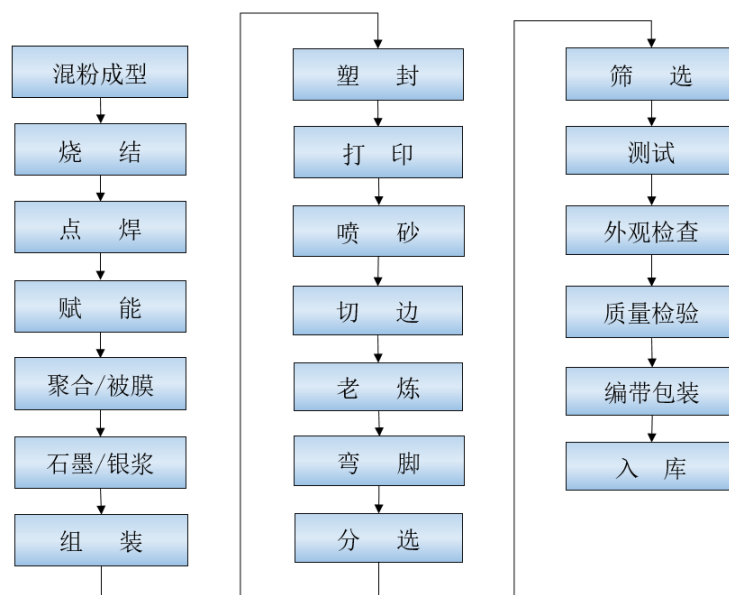 混粉成型
烧 结
点 焊
赋 能
聚合/被膜
石墨/银浆
组 装
塑 封
打 印
喷 砂
切 边
老 炼
弯 脚
分 选
筛 选
测试
外观检查
质量检验
编带包装
入 库